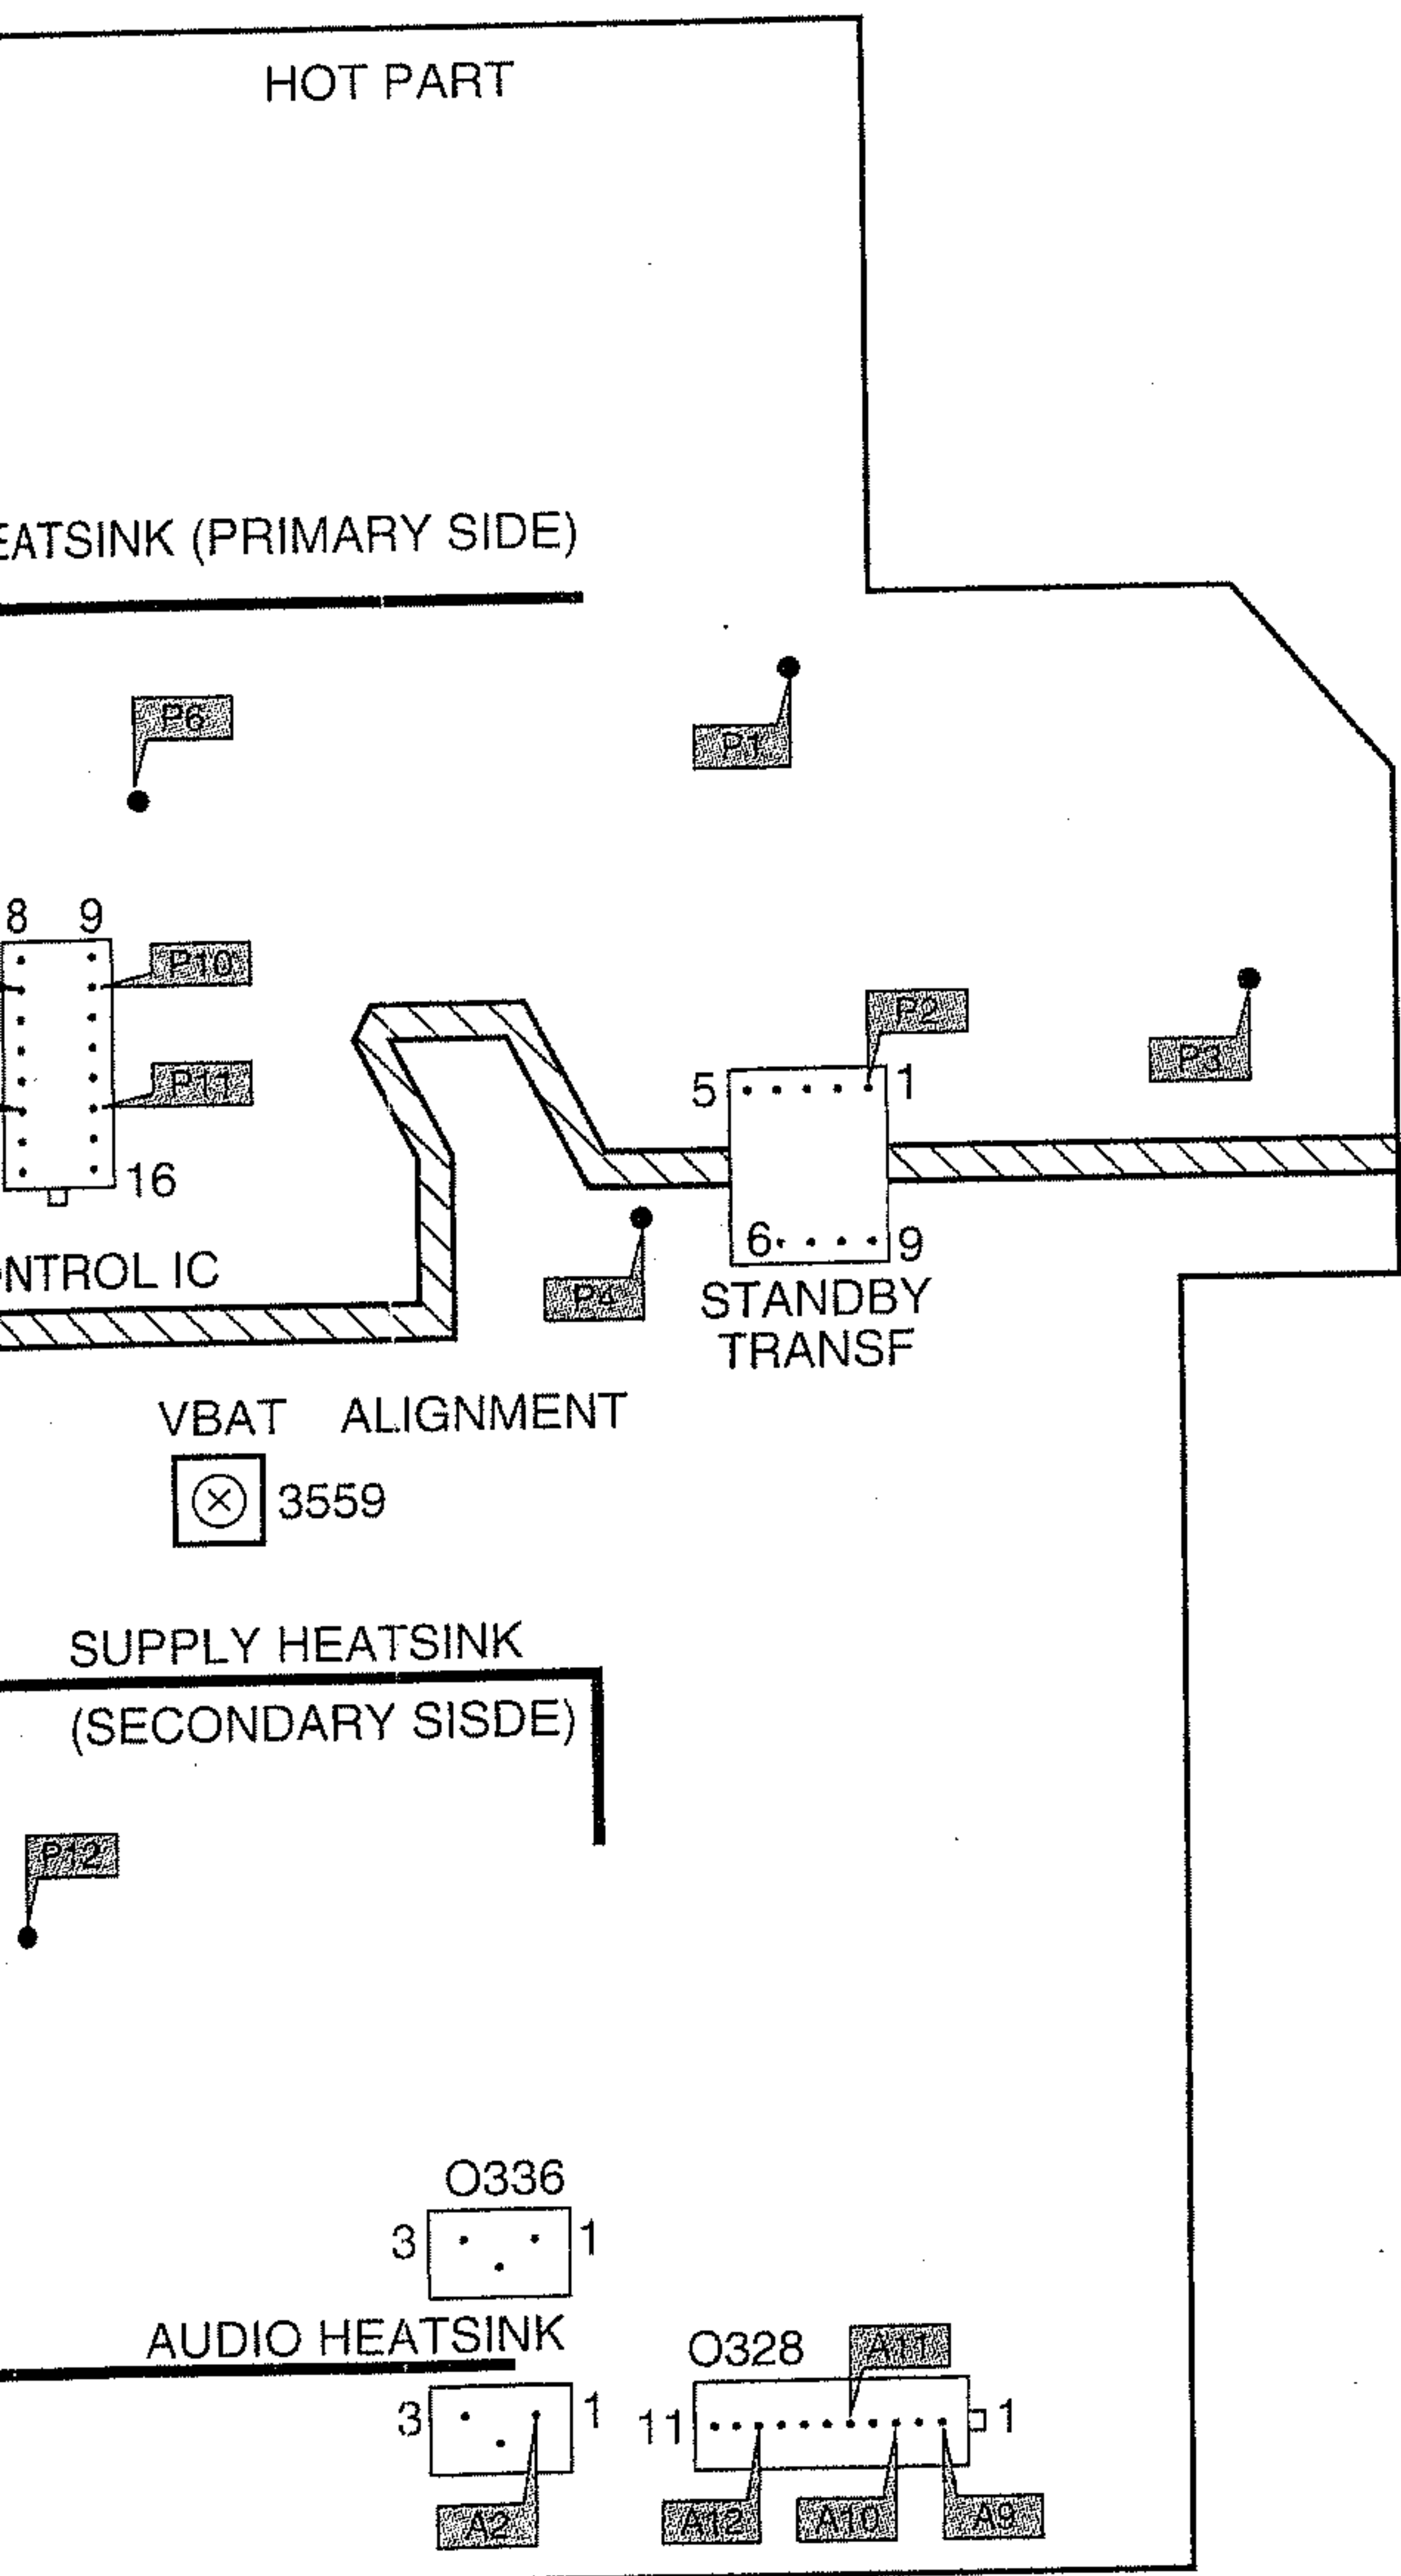 HOT PART
EATSINK (PRIMARY SIDE)
P6
P1
8 9
P10
P2
P3
P11
5 1
16
6 9
NTROL IC
P4
STANDBY
TRANSF
VBAT ALIGNMENT
3559
SUPPLY HEATSINK
(SECONDARY SISDE)
P12
O336
3 1
AUDIO HEATSINK
O328
A11
3 1
11 1
A2
A12
A10
A9